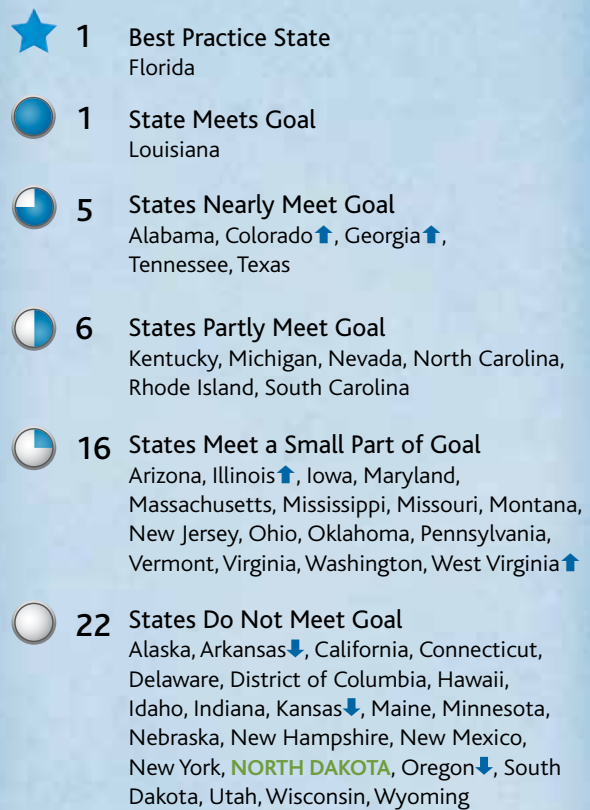 1 Best Practice State
Florida
1 State Meets Goal
Louisiana
5 States Nearly Meet Goal
Alabama, Colorado⬆, Georgia⬆,
Tennessee, Texas
6 States Partly Meet Goal
Kentucky, Michigan, Nevada, North Carolina,
Rhode Island, South Carolina
16 States Meet a Small Part of Goal
Arizona, Illinois⬆, Iowa, Maryland,
Massachusetts, Mississippi, Missouri, Montana,
New Jersey, Ohio, Oklahoma, Pennsylvania,
Vermont, Virginia, Washington, West Virginia⬆
22 States Do Not Meet Goal
Alaska, Arkansas⬇, California, Connecticut,
Delaware, District of Columbia, Hawaii,
Idaho, Indiana, Kansas⬇, Maine, Minnesota,
Nebraska, New Hampshire, New Mexico,
New York, NORTH DAKOTA, Oregon⬇, South
Dakota, Utah, Wisconsin, Wyoming